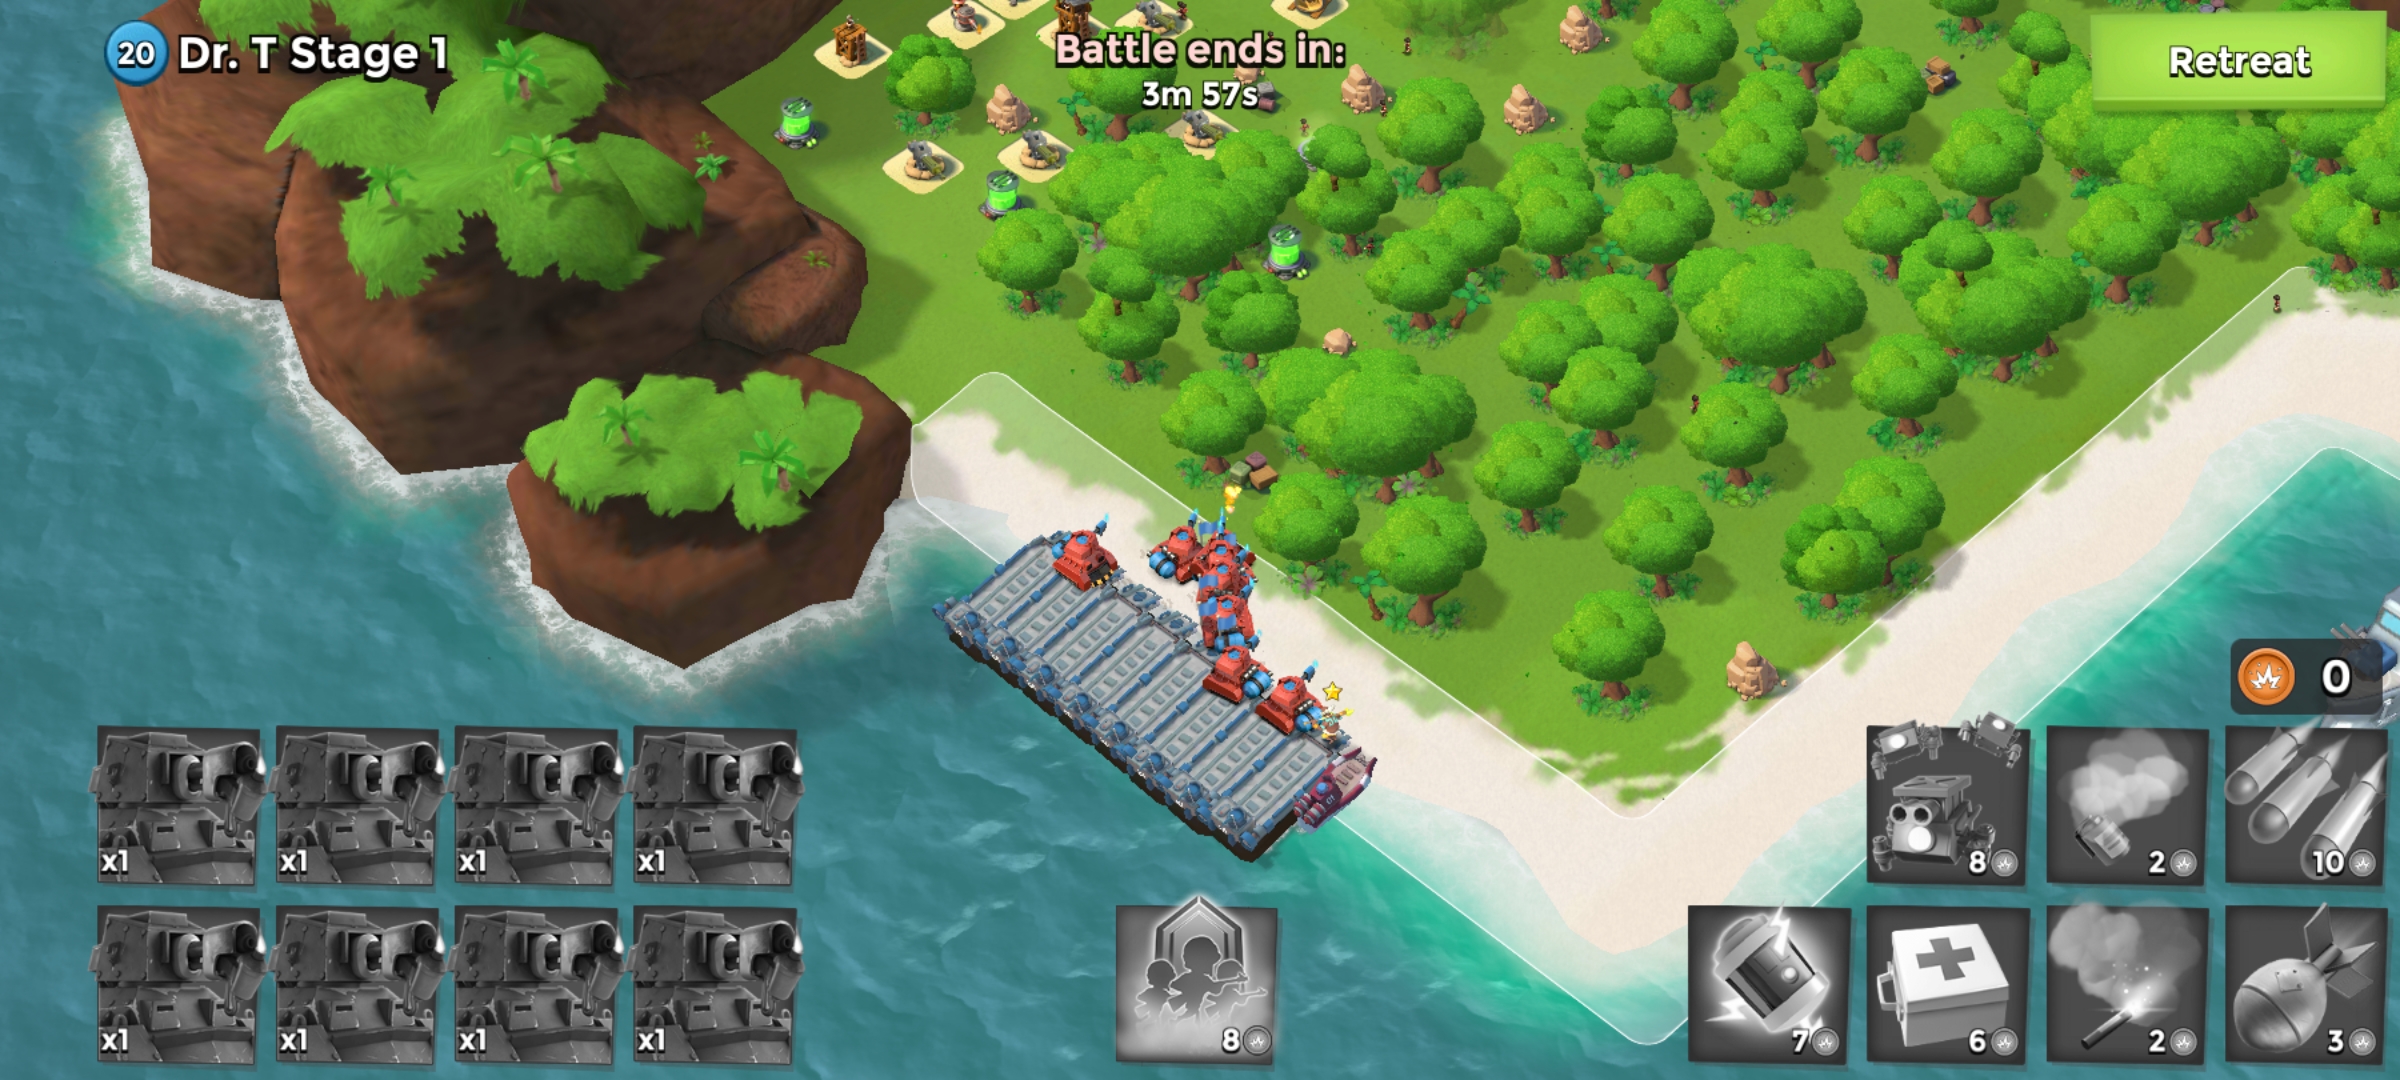 20 Dr. T Stage 1
Battle ends in:
3m 57s
Retreat
0
x1 x1 x1 x1
8 2 10
x1 x1 x1 x1
8
7 6 2 3